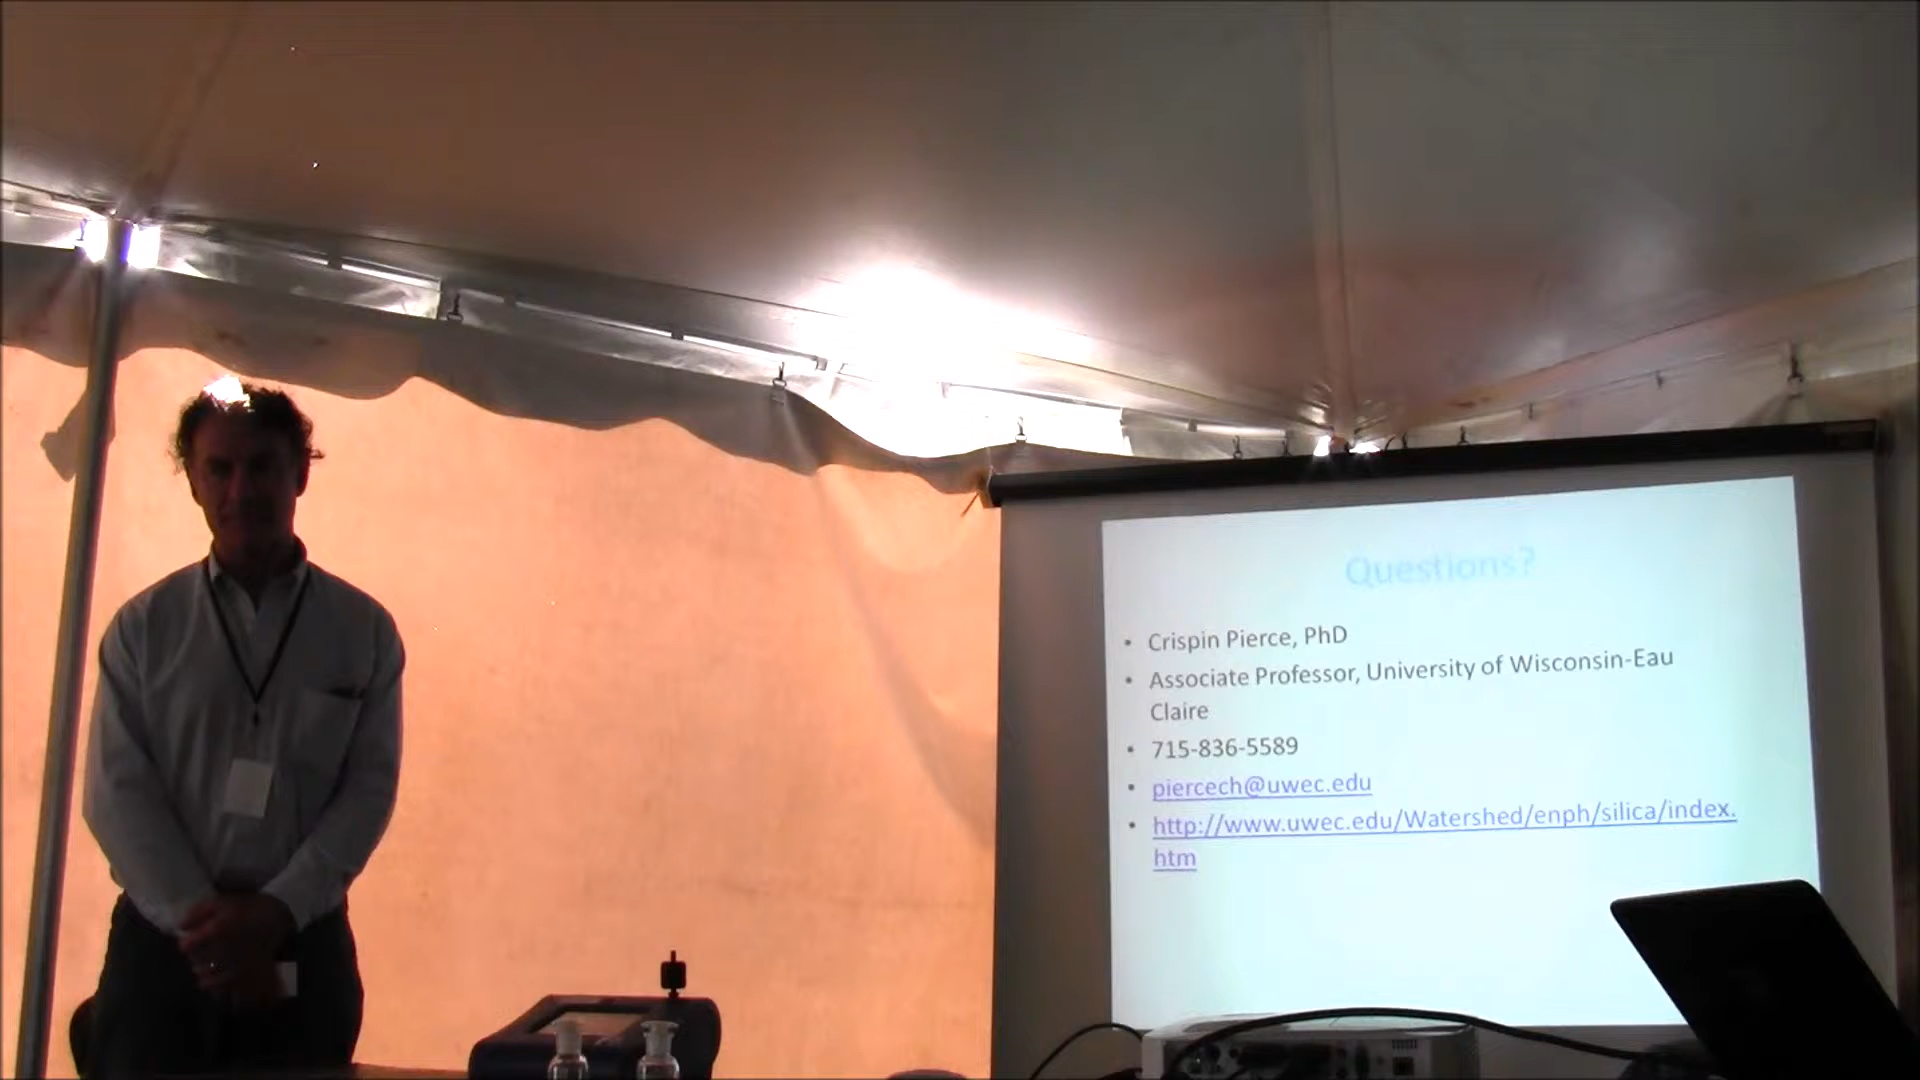 Questions?
• Crispin Pierce, PhD
• Associate Professor, University of Wisconsin-Eau
Claire
• 715-836-5589
• piercech@uwec.edu
• http://www.uwec.edu/Watershed/enph/silica/index.
htm